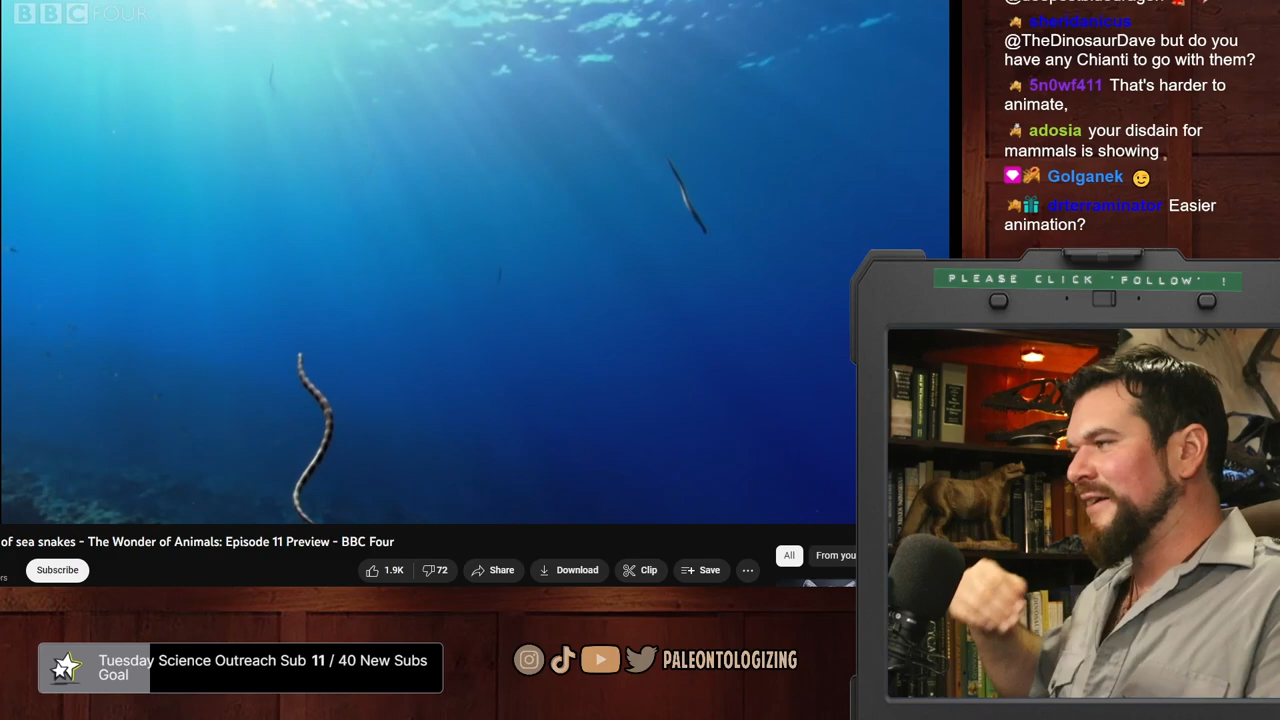 BBC FOUR
of sea snakes - The Wonder of Animals: Episode 11 Preview - BBC Four
Subscribe
1.9K
72
Share
Download
Clip
Save
All
From you
sheridanicus
@TheDinosaurDave but do you
have any Chianti to go with them?
5n0wf411 That's harder to
animate,
adosia your disdain for
mammals is showing
Golganek
drterraminator Easier
animation?
PLEASE CLICK 'FOLLOW' !
Tuesday Science Outreach Sub 11 / 40 New Subs
Goal
PALEONTOLOGIZING